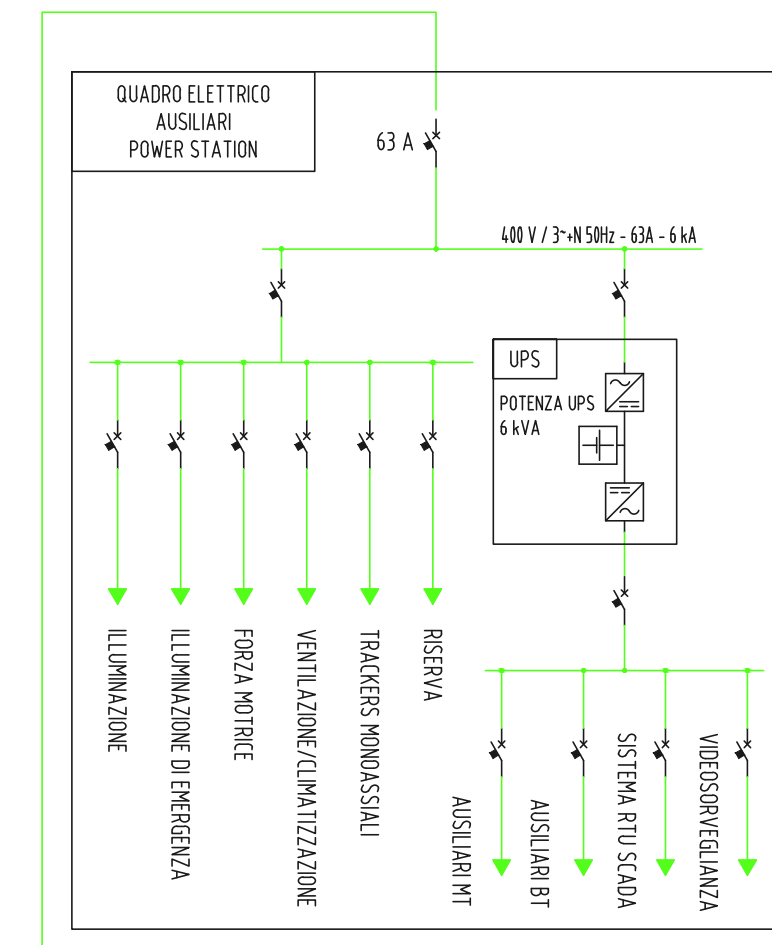 QUADRO ELETTRICO
AUSILIARI
POWER STATION
63 A
400 V / 3~+N 50Hz - 63A - 6 kA
UPS
POTENZA UPS
6 kVA
ILLUMINAZIONE
ILLUMINAZIONE DI EMERGENZA
FORZA MOTRICE
VENTILAZIONE/CLIMATIZZAZIONE
TRACKERS MONOASSIALI
RISERVA
AUSILIARI MT
AUSILIARI BT
SISTEMA RTU SCADA
VIDEOSORVEGLIANZA